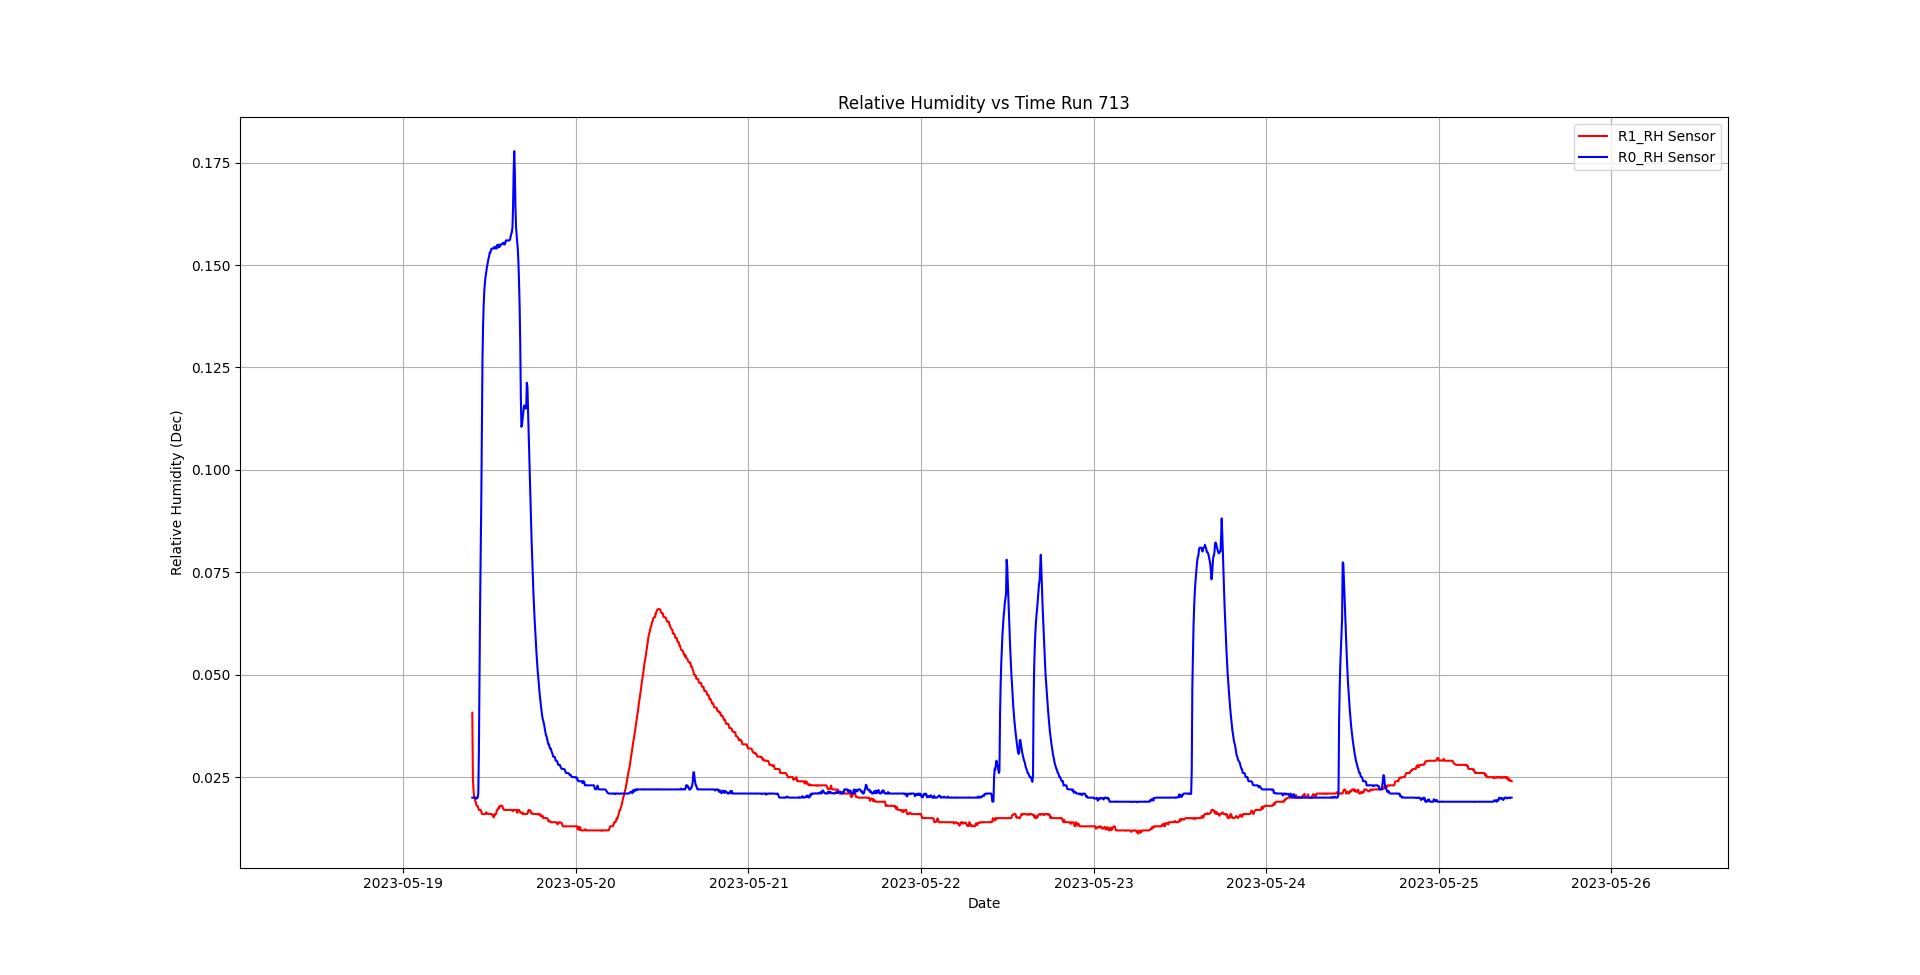 Relative Humidity vs Time Run 713
R1_RH Sensor
R0_RH Sensor
0.175
0.150
0.125
0.100
0.075
0.050
0.025
Relative Humidity (Dec)
2023-05-19 2023-05-20 2023-05-21 2023-05-22 2023-05-23 2023-05-24 2023-05-25 2023-05-26
Date